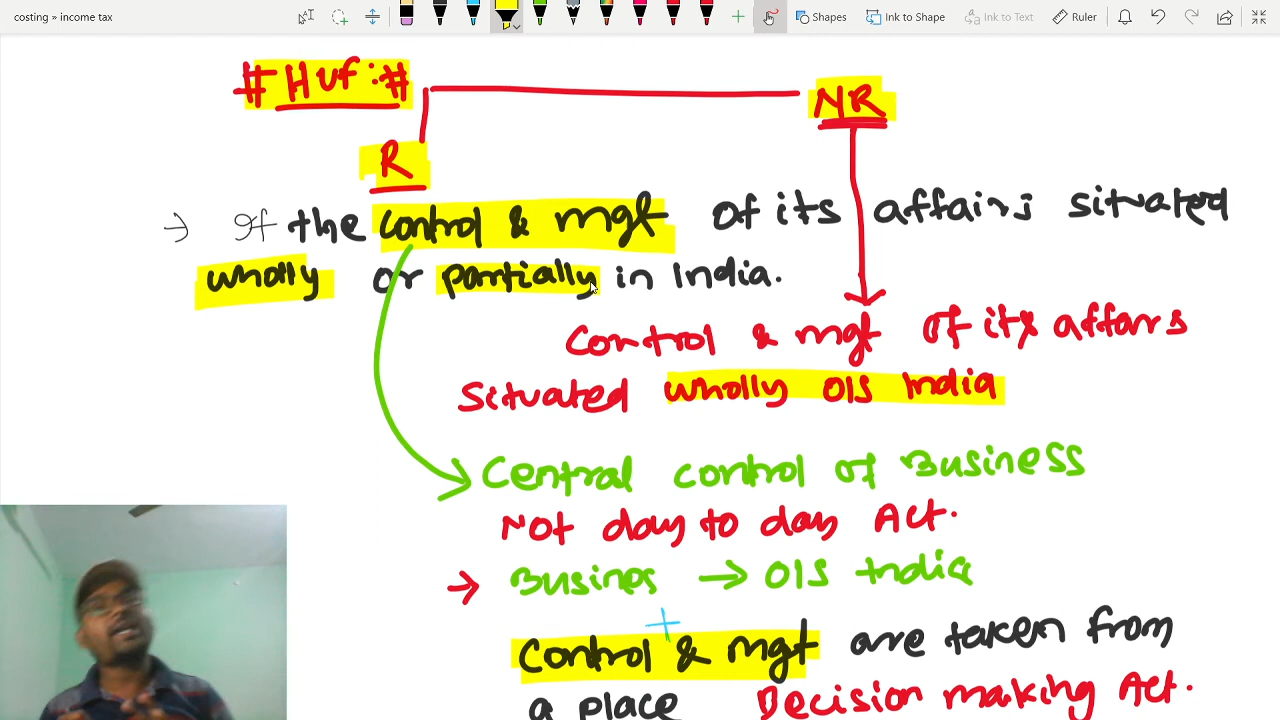 costing » income tax
Shapes Ink to Shape Ink to Text Ruler
# Huf :#
NR
R
→ If the control & mgt of its affairs situated
wholly or partially in India.
Control & mgt of its affars
Situated wholly O/S India
Central control of Business
Not day to day Act.
→ Busines → O/S India
+
Control & mgt are taken from
a place Decision making Act.